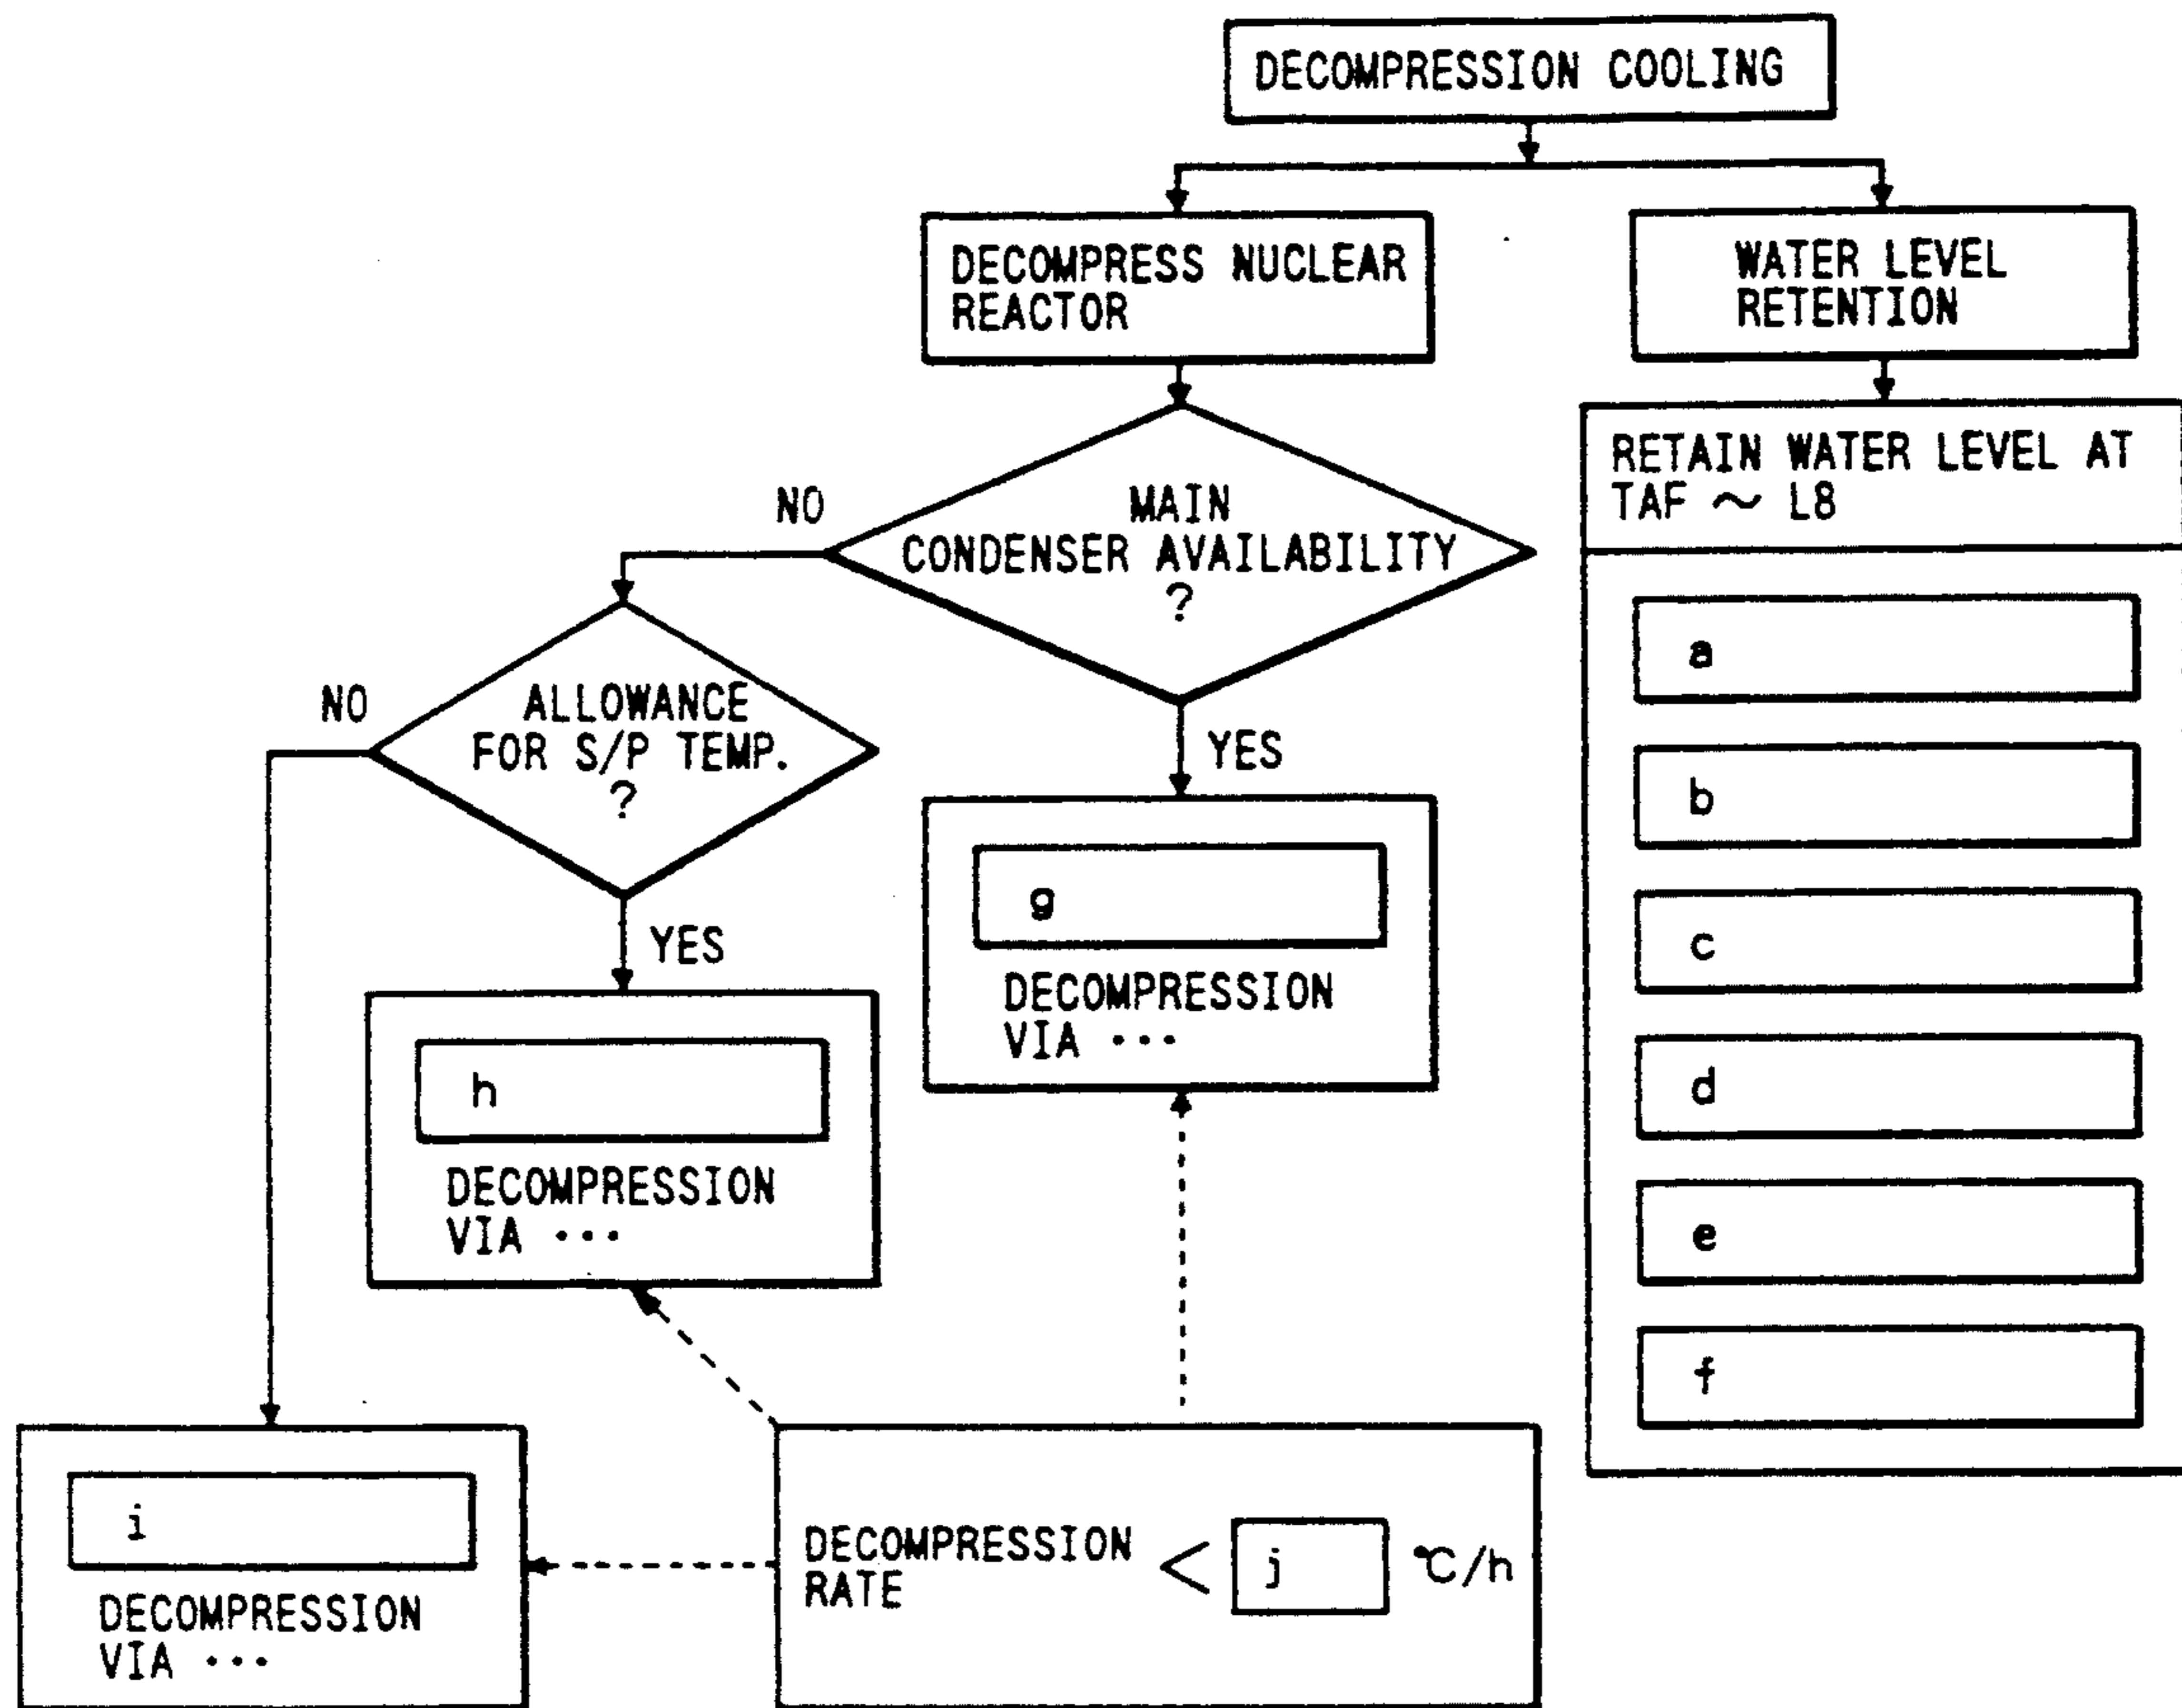 DECOMPRESSION COOLING
DECOMPRESS NUCLEAR
REACTOR
WATER LEVEL
RETENTION
RETAIN WATER LEVEL AT
TAF ~ L8
NO
MAIN
CONDENSER AVAILABILITY
?
a
NO
ALLOWANCE
FOR S/P TEMP.
?
YES
b
g
DECOMPRESSION
VIA ···
c
YES
h
DECOMPRESSION
VIA ···
d
e
f
i
DECOMPRESSION
VIA ···
DECOMPRESSION
RATE
< j °C/h